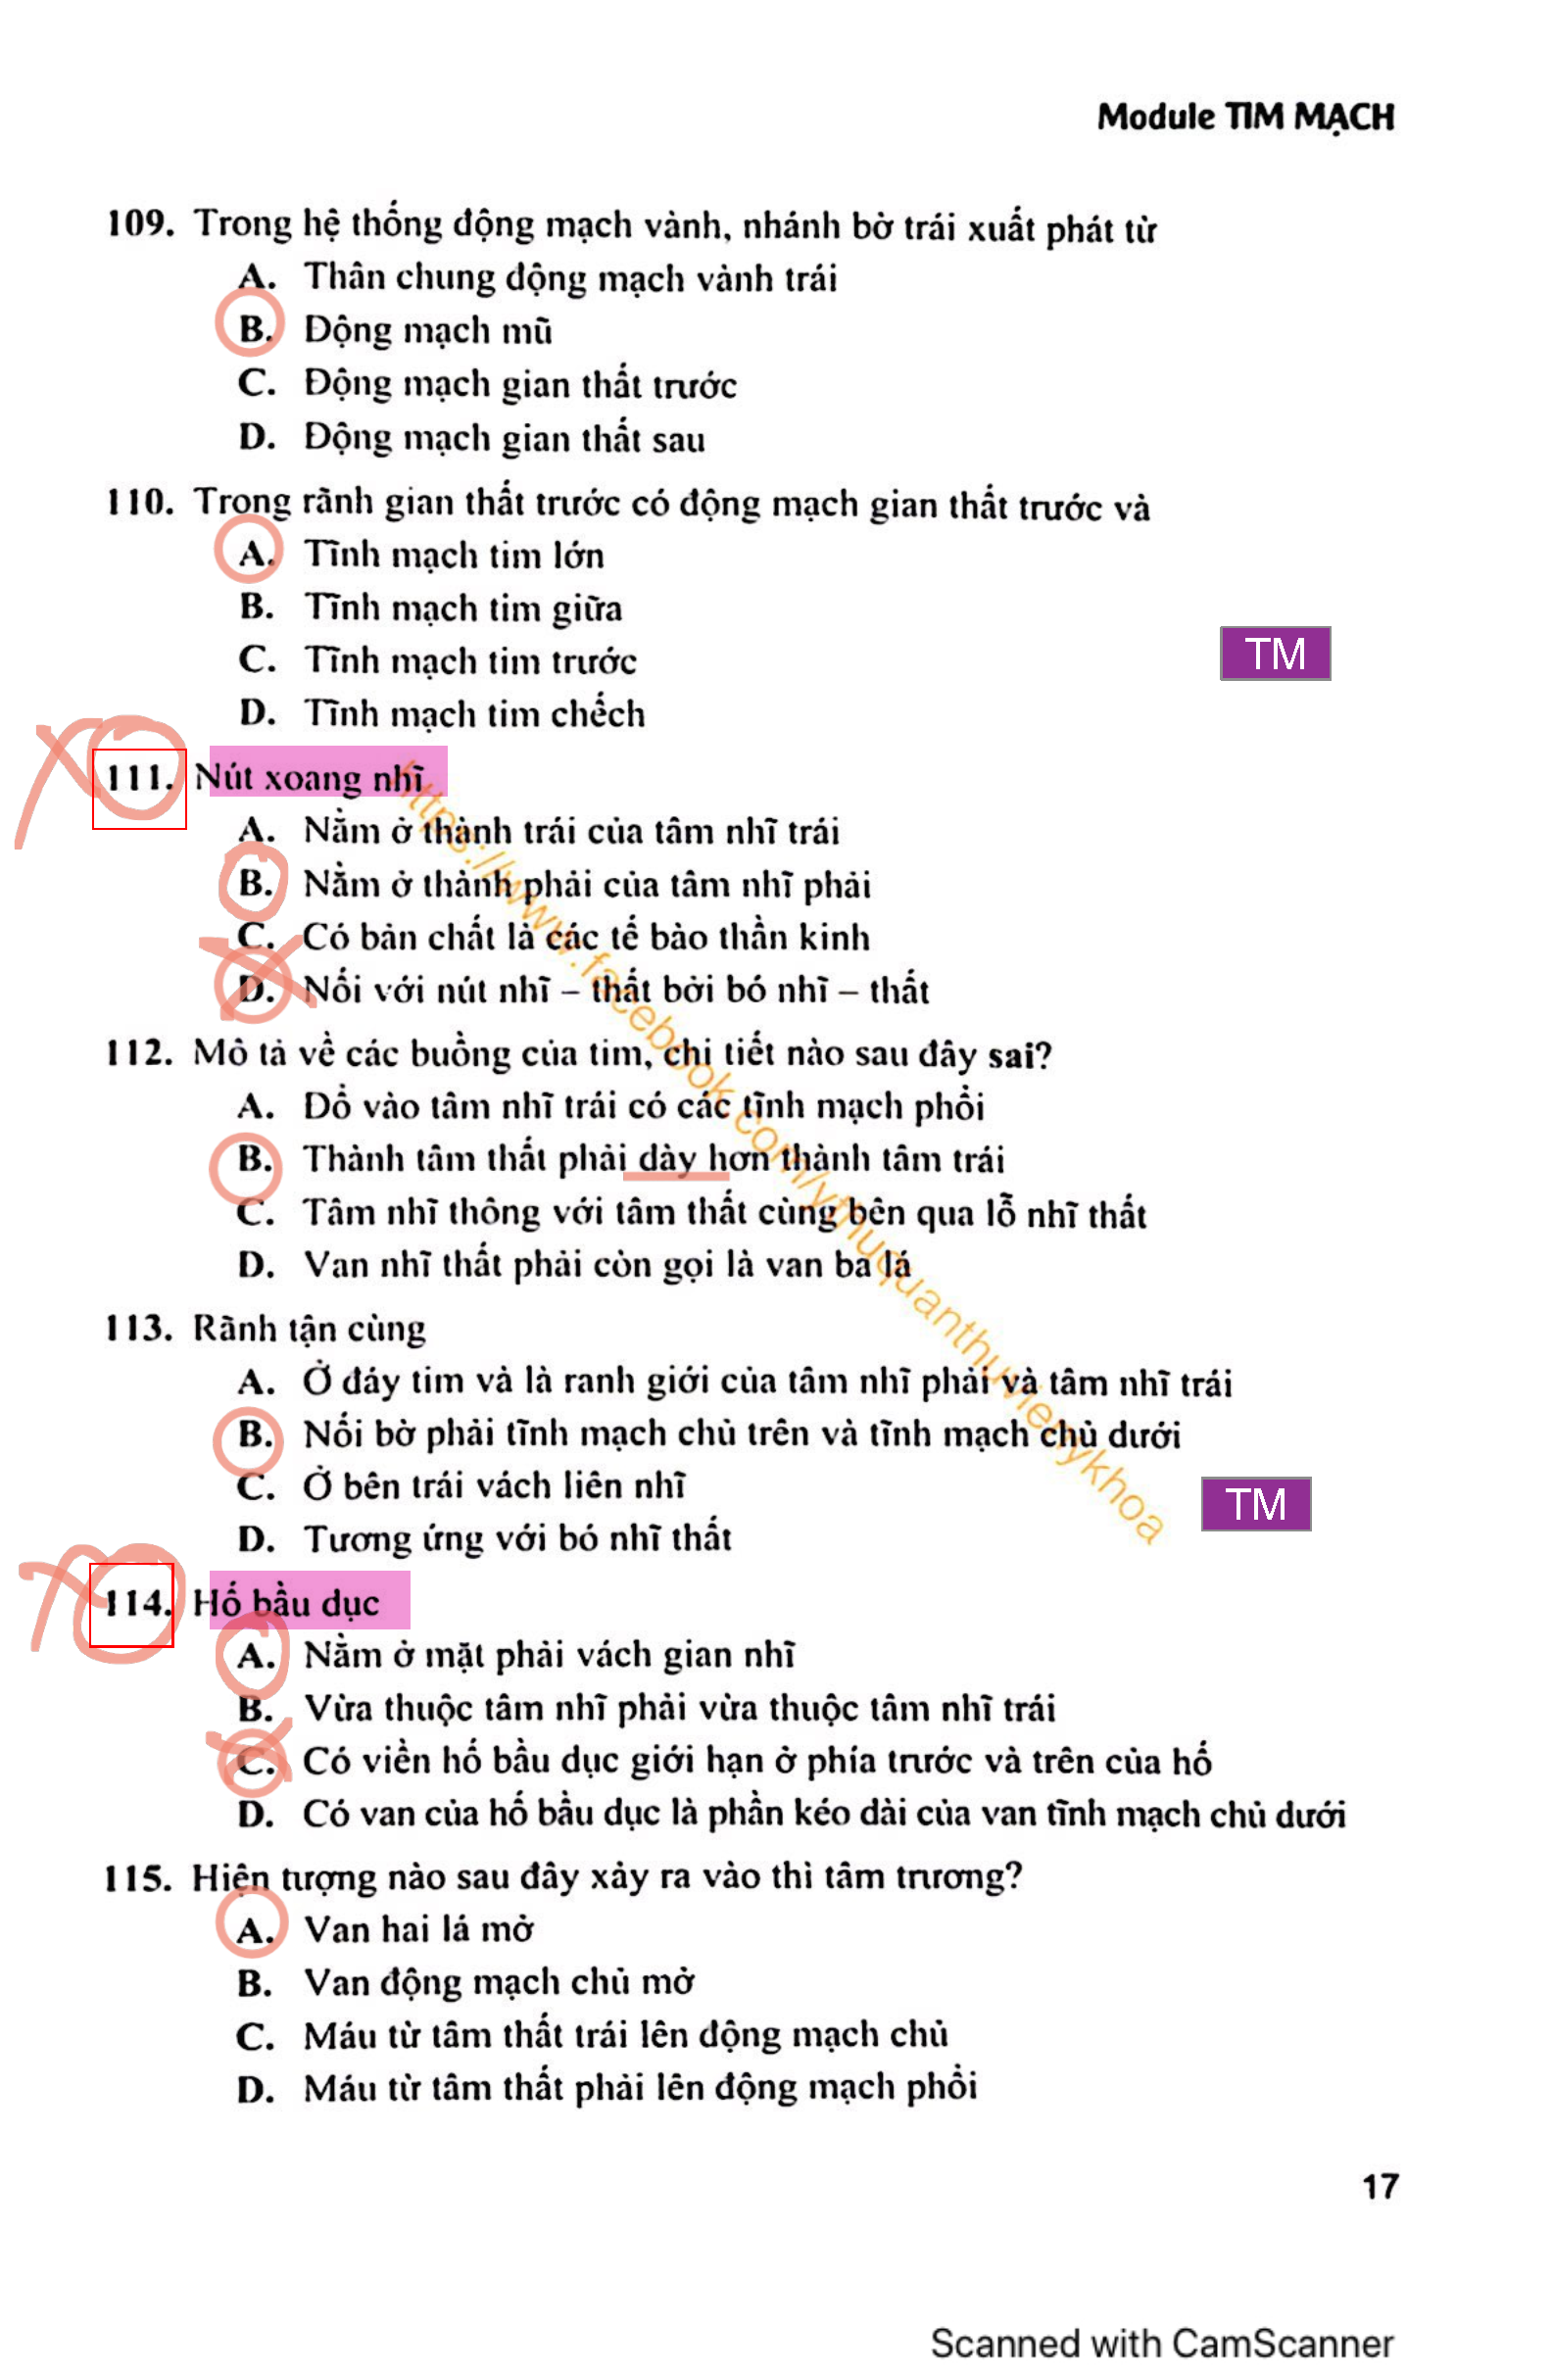 Module TIM MẠCH
109. Trong hệ thống động mạch vành, nhánh bờ trái xuất phát từ
A. Thân chung động mạch vành trái
B. Động mạch mũ
C. Động mạch gian thất trước
D. Động mạch gian thất sau
110. Trong rãnh gian thất trước có động mạch gian thất trước và
A. Tĩnh mạch tim lớn
B. Tĩnh mạch tim giữa
C. Tĩnh mạch tim trước
TM
D. Tĩnh mạch tim chếch
111. Nút xoang nhĩ
A. Nằm ở thành trái của tâm nhĩ trái
B. Nằm ở thành phải của tâm nhĩ phải
C. Có bản chất là các tế bào thần kinh
D. Nối với nút nhĩ – thất bởi bó nhĩ – thất
https://www.facebook.com/ythuquanthuvienykhoa
112. Mô tả về các buồng của tim, chi tiết nào sau đây sai?
A. Đổ vào tâm nhĩ trái có các tĩnh mạch phổi
B. Thành tâm thất phải dày hơn thành tâm trái
C. Tâm nhĩ thông với tâm thất cùng bên qua lỗ nhĩ thất
D. Van nhĩ thất phải còn gọi là van ba lá
113. Rãnh tận cùng
A. Ở đáy tim và là ranh giới của tâm nhĩ phải và tâm nhĩ trái
B. Nối bờ phải tĩnh mạch chủ trên và tĩnh mạch chủ dưới
C. Ở bên trái vách liên nhĩ
TM
D. Tương ứng với bó nhĩ thất
114. Hố bầu dục
A. Nằm ở mặt phải vách gian nhĩ
B. Vừa thuộc tâm nhĩ phải vừa thuộc tâm nhĩ trái
C. Có viền hố bầu dục giới hạn ở phía trước và trên của hố
D. Có van của hố bầu dục là phần kéo dài của van tĩnh mạch chủ dưới
115. Hiện tượng nào sau đây xảy ra vào thì tâm trương?
A. Van hai lá mở
B. Van động mạch chủ mở
C. Máu từ tâm thất trái lên động mạch chủ
D. Máu từ tâm thất phải lên động mạch phổi
17
Scanned with CamScanner